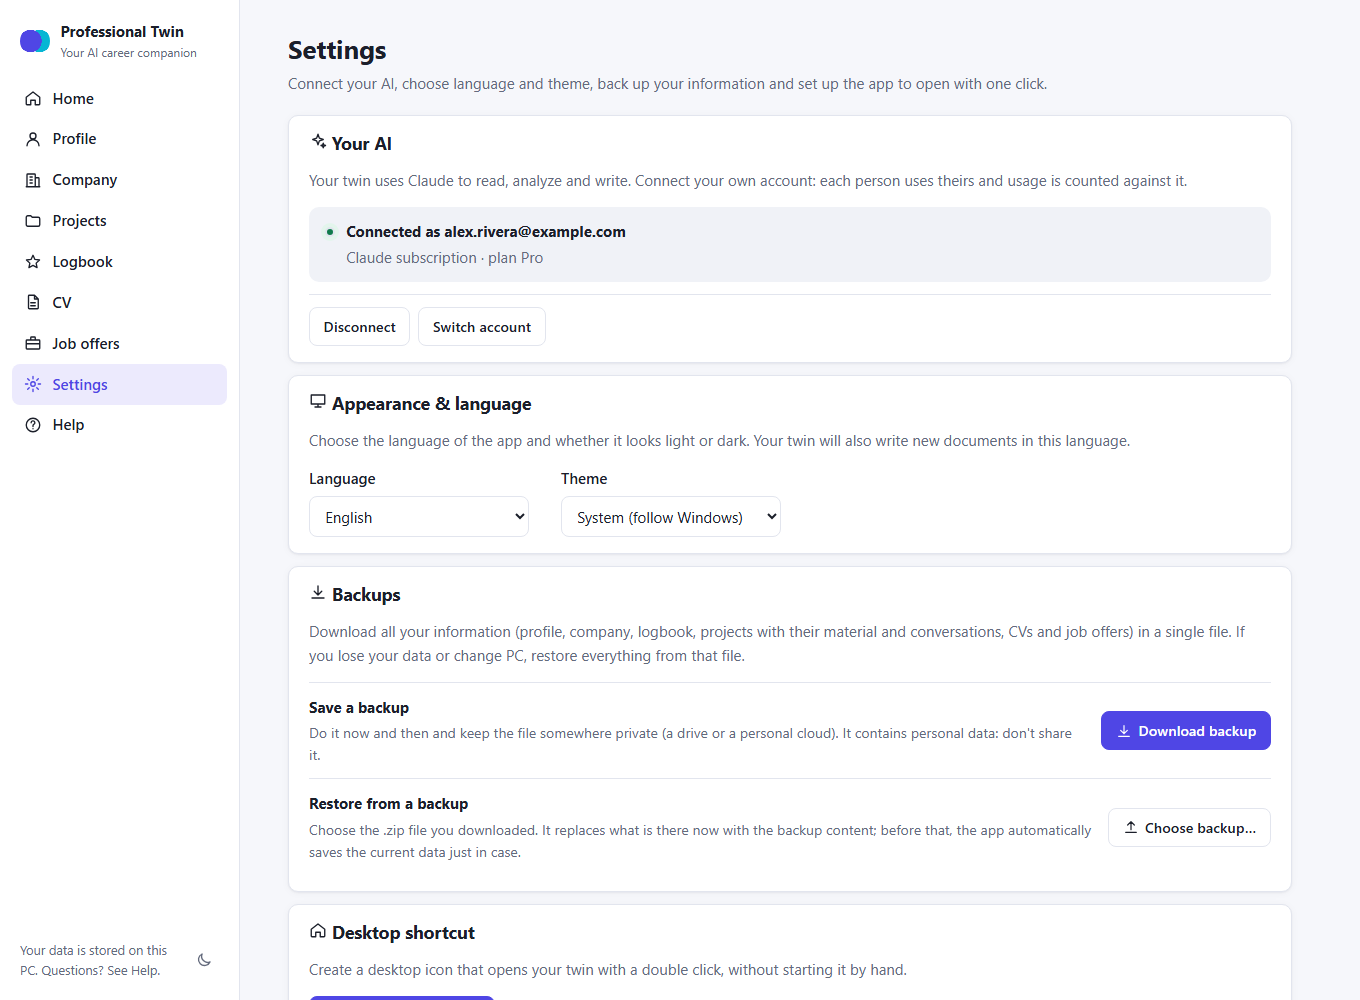 Professional Twin
Your AI career companion
Home
Profile
Company
Projects
Logbook
CV
Job offers
Settings
Help
Your data is stored on this
PC. Questions? See Help.
Settings
Connect your AI, choose language and theme, back up your information and set up the app to open with one click.
Your AI
Your twin uses Claude to read, analyze and write. Connect your own account: each person uses theirs and usage is counted against it.
Connected as alex.rivera@example.com
Claude subscription · plan Pro
Disconnect
Switch account
Appearance & language
Choose the language of the app and whether it looks light or dark. Your twin will also write new documents in this language.
Language
Theme
English
System (follow Windows)
Backups
Download all your information (profile, company, logbook, projects with their material and conversations, CVs and job offers) in a single file. If
you lose your data or change PC, restore everything from that file.
Save a backup
Do it now and then and keep the file somewhere private (a drive or a personal cloud). It contains personal data: don't share
it.
Download backup
Restore from a backup
Choose the .zip file you downloaded. It replaces what is there now with the backup content; before that, the app automatically
saves the current data just in case.
Choose backup...
Desktop shortcut
Create a desktop icon that opens your twin with a double click, without starting it by hand.